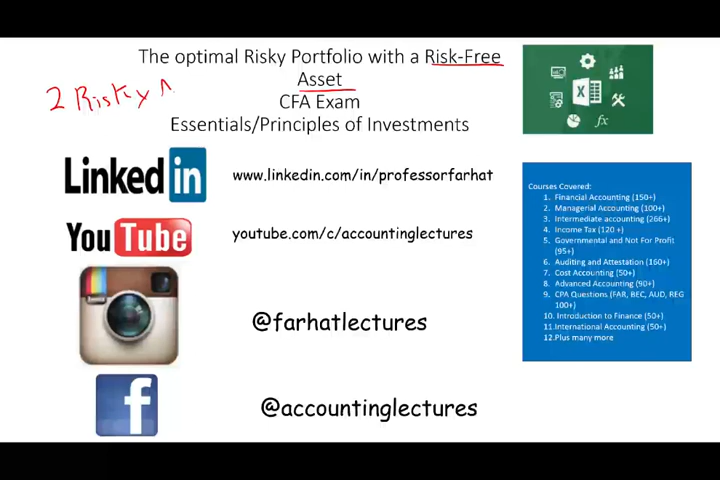 The optimal Risky Portfolio with a Risk-Free
Asset
CFA Exam
Essentials/Principles of Investments
2 Risky
X
fx
Linked in
www.linkedin.com/in/professorfarhat
YouTube
youtube.com/c/accountinglectures
@farhatlectures
f
@accountinglectures
Courses Covered:
1. Financial Accounting (150+)
2. Managerial Accounting (100+)
3. Intermediate accounting (266+)
4. Income Tax (120 +)
5. Governmental and Not For Profit
(95+)
6. Auditing and Attestation (160+)
7. Cost Accounting (50+)
8. Advanced Accounting (90+)
9. CPA Questions (FAR, BEC, AUD, REG
100+)
10. Introduction to Finance (50+)
11.International Accounting (50+)
12.Plus many more